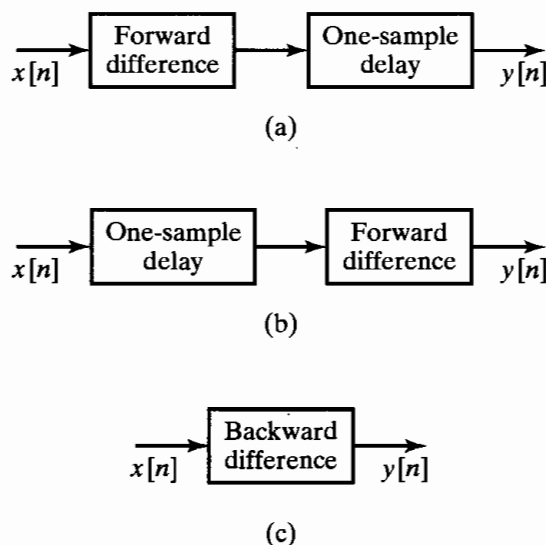 Forward difference
One-sample delay
x[n]
y[n]
(a)
One-sample delay
Forward difference
x[n]
y[n]
(b)
Backward difference
x[n]
y[n]
(c)